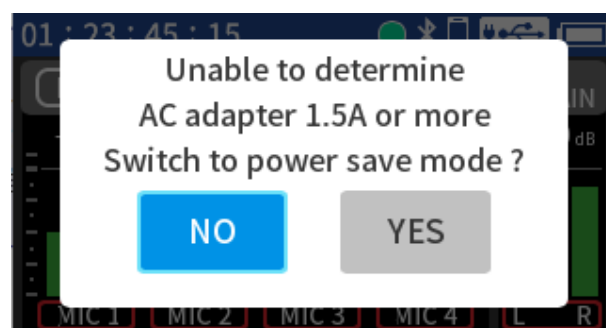 01 : 23 : 45 : 15
Unable to determine
AC adapter 1.5A or more
Switch to power save mode ?
NO
YES
dB
MIC 1
MIC 2
MIC 3
MIC 4
L
R